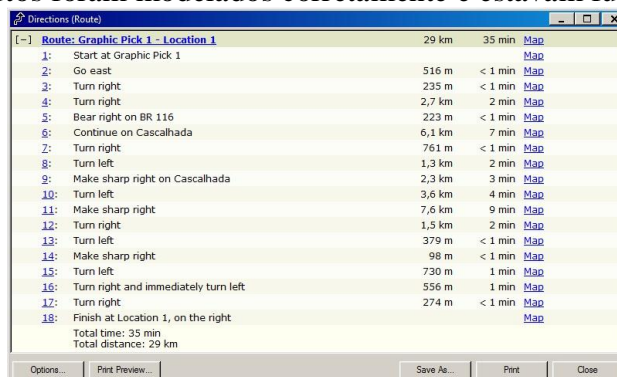 foram modelados corretamente e estavam
Directions (Route)
[-] Route: Graphic Pick 1 - Location 1 29 km 35 min Map
1: Start at Graphic Pick 1 Map
2: Go east 516 m < 1 min Map
3: Turn right 235 m < 1 min Map
4: Turn right 2,7 km 2 min Map
5: Bear right on BR 116 223 m < 1 min Map
6: Continue on Cascalhada 6,1 km 7 min Map
7: Turn right 761 m < 1 min Map
8: Turn left 1,3 km 2 min Map
9: Make sharp right on Cascalhada 2,3 km 3 min Map
10: Turn left 3,6 km 4 min Map
11: Make sharp right 7,6 km 9 min Map
12: Turn right 1,5 km 2 min Map
13: Turn left 379 m < 1 min Map
14: Make sharp right 98 m < 1 min Map
15: Turn left 730 m 1 min Map
16: Turn right and immediately turn left 556 m 1 min Map
17: Turn right 274 m < 1 min Map
18: Finish at Location 1, on the right Map
Total time: 35 min
Total distance: 29 km
Options... Print Preview... Save As... Print Close